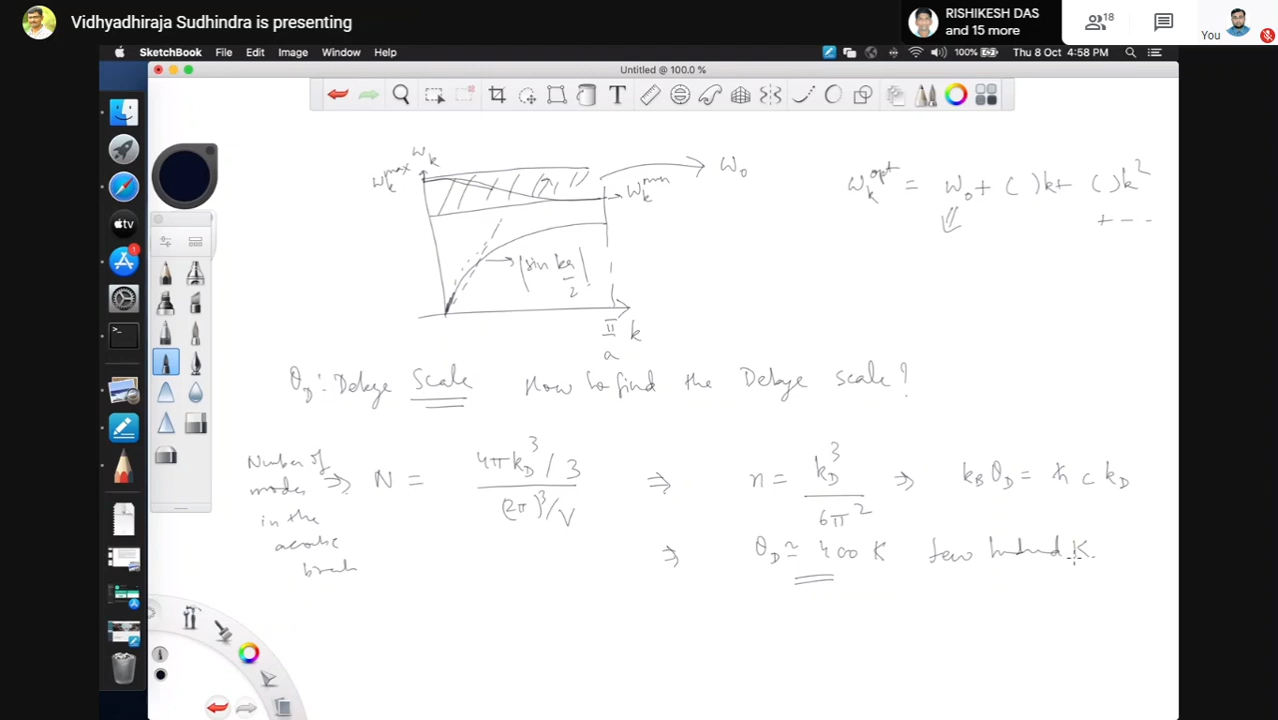 Vidhyadhiraja Sudhindra is presenting
RISHIKESH DAS
and 15 more
18
You
SketchBook File Edit Image Window Help
100% Thu 8 Oct 4:58 PM
Untitled @ 100.0 %
ω_k^max ω_k
ω_0
ω_k^min
|sin ka/2|
π/a k
ω_k^opt = ω_0 + ( )k + ( )k^2
+ - - -
θ_D : Debye Scale How to find the Debye scale?
Number of
modes
in the
⇒ N = (4πk_D^3 / 3) / ((2π)^3 / V) ⇒ n = k_D^3 / 6π^2 ⇒ k_B θ_D = ħ c k_D
⇒ θ_D ≃ 400 K few hundred K.
tv
1